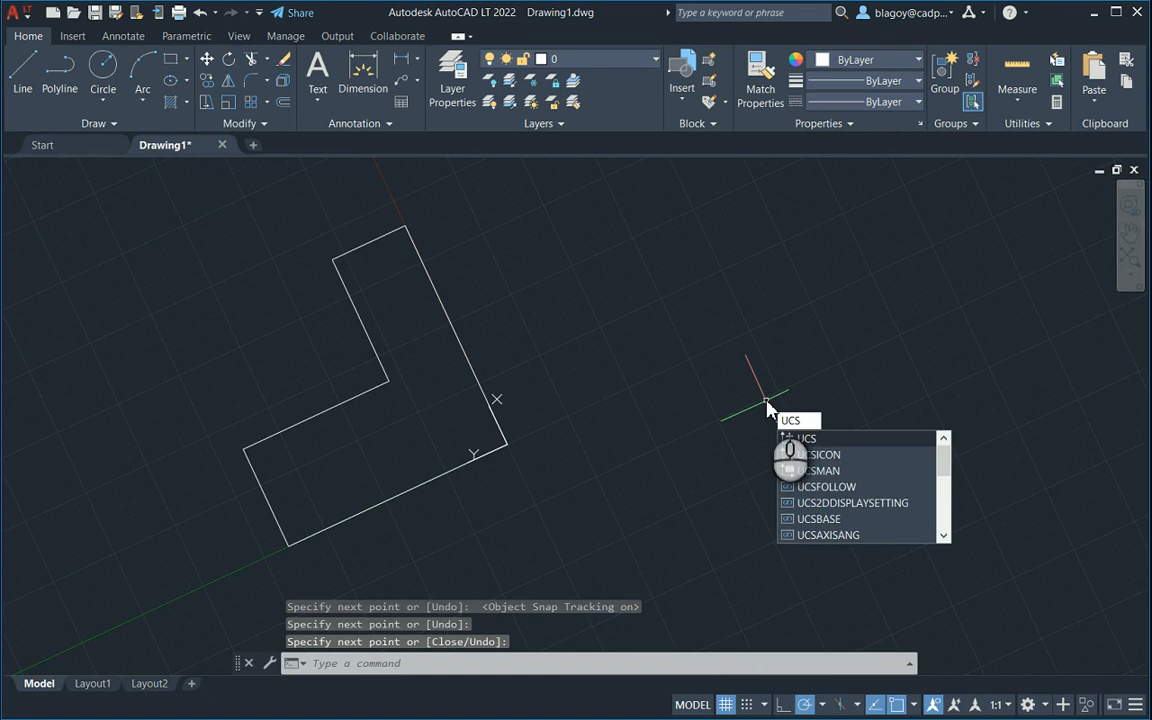 LT
Share
Autodesk AutoCAD LT 2022 Drawing1.dwg
Type a keyword or phrase
blagoy@cadp...
Home Insert Annotate Parametric View Manage Output Collaborate
0
ByLayer
ByLayer
ByLayer
Line Polyline Circle Arc
Text Dimension
Layer Properties
Insert
Match Properties
Group
Measure
Paste
Draw Modify Annotation Layers Block Properties Groups Utilities Clipboard
Start Drawing1*
X
Y
UCS
UCS
UCSICON
UCSMAN
UCSFOLLOW
UCS2DDISPLAYSETTING
UCSBASE
UCSAXISANG
Specify next point or [Undo]: <Object Snap Tracking on>
Specify next point or [Undo]:
Specify next point or [Close/Undo]:
Type a command
Model Layout1 Layout2
MODEL 1:1